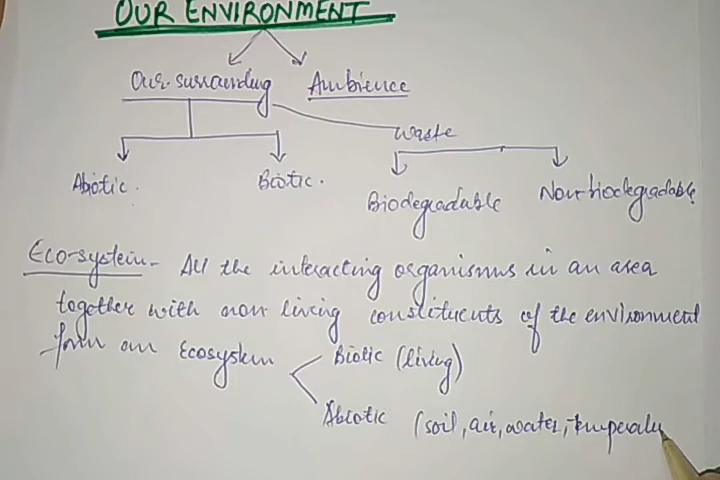 OUR ENVIRONMENT
Our surrounding Ambience
Waste
Abiotic. Biotic.
Biodegradable Non-biodegradable
Eco-system- All the interacting organisms in an area
together with non living constituents of the environment
form an Ecosystem
Biotic (living)
Abiotic (soil, air, water,